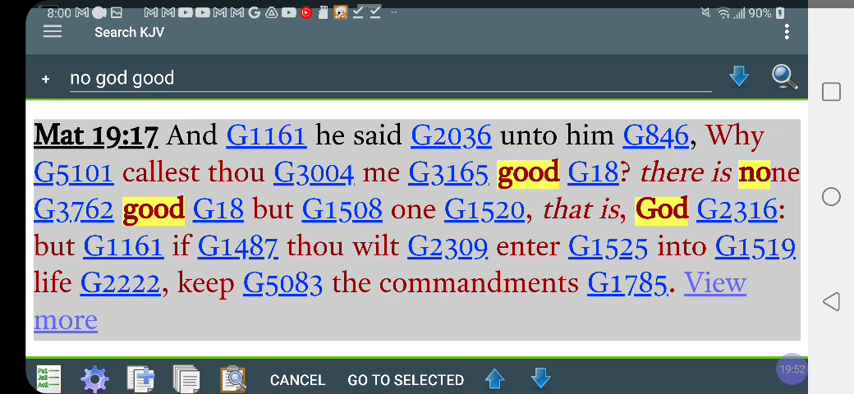 8:00
90%
Search KJV
+ no god good
Mat 19:17 And G1161 he said G2036 unto him G846, Why
G5101 callest thou G3004 me G3165 good G18? there is none
G3762 good G18 but G1508 one G1520, that is, God G2316:
but G1161 if G1487 thou wilt G2309 enter G1525 into G1519
life G2222, keep G5083 the commandments G1785. View
more
CANCEL GO TO SELECTED
19:52